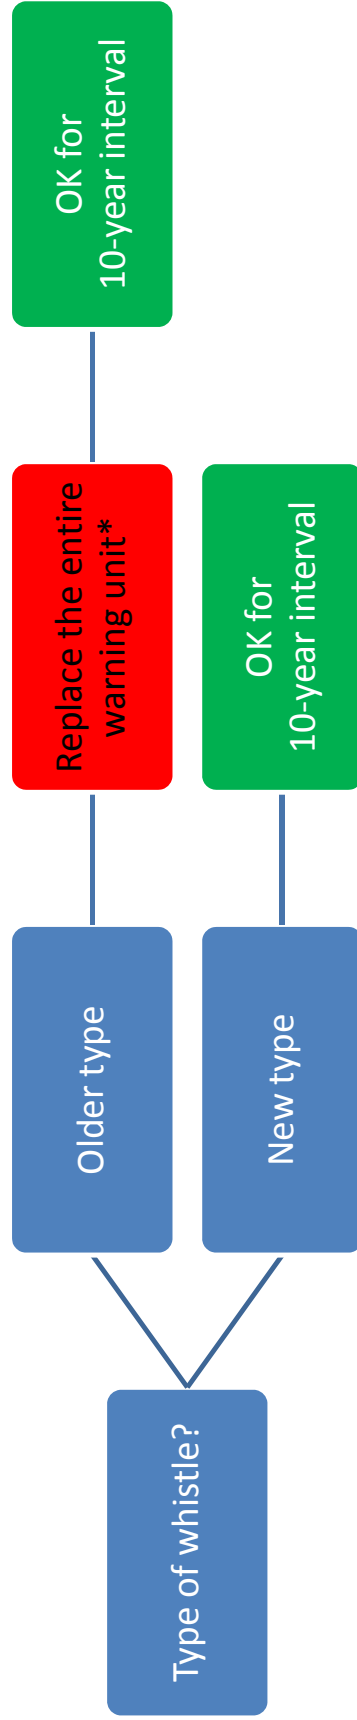 Type of whistle?
Older type
Replace the entire
warning unit*
OK for
10-year interval
New type
OK for
10-year interval